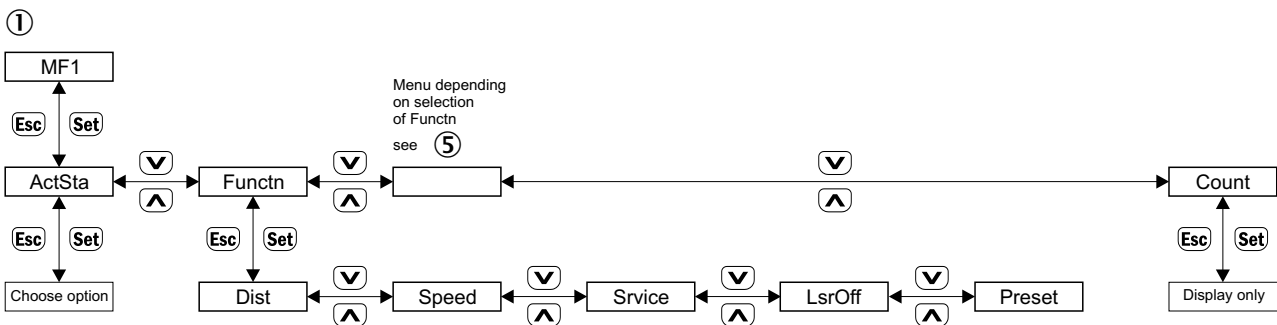 ①
MF1
Menu depending
on selection
of Functn
see ⑤
Esc Set
ActSta Functn Count
Esc Set Esc Set Esc Set
Choose option Dist Speed Srvice LsrOff Preset Display only